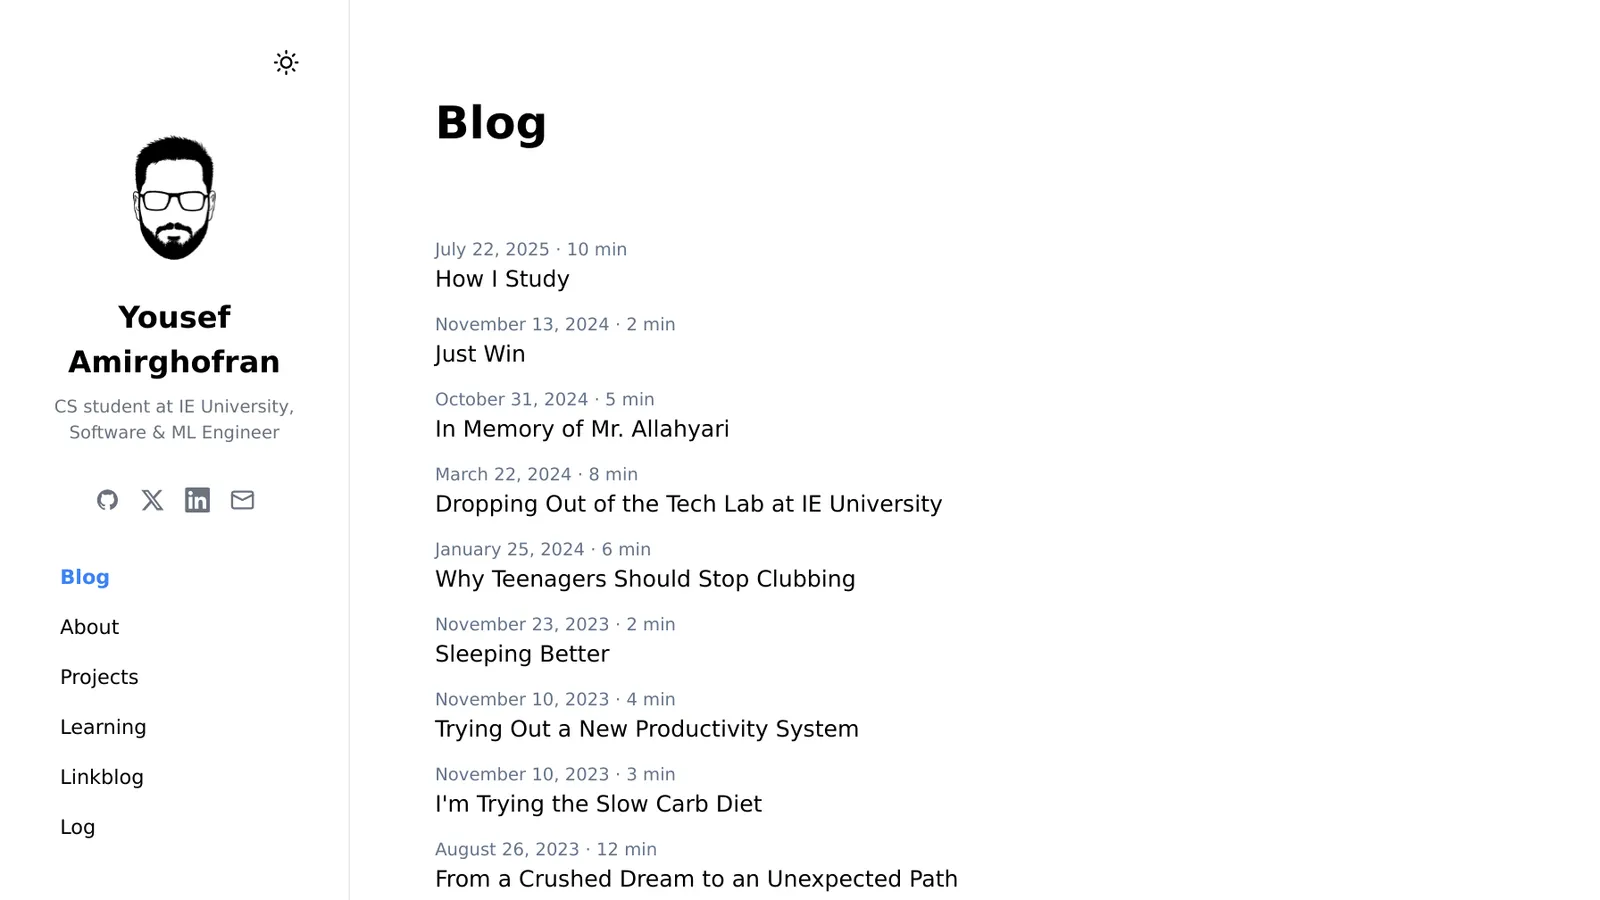 Yousef
Amirghofran
CS student at IE University,
Software & ML Engineer
Blog
About
Projects
Learning
Linkblog
Log
Blog
July 22, 2025 · 10 min
How I Study
November 13, 2024 · 2 min
Just Win
October 31, 2024 · 5 min
In Memory of Mr. Allahyari
March 22, 2024 · 8 min
Dropping Out of the Tech Lab at IE University
January 25, 2024 · 6 min
Why Teenagers Should Stop Clubbing
November 23, 2023 · 2 min
Sleeping Better
November 10, 2023 · 4 min
Trying Out a New Productivity System
November 10, 2023 · 3 min
I'm Trying the Slow Carb Diet
August 26, 2023 · 12 min
From a Crushed Dream to an Unexpected Path